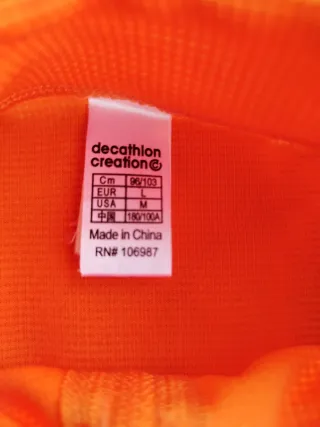 decathlon
creation
Cm 96/103
EUR L
USA M
中国 180/100A
Made in China
RN# 106987